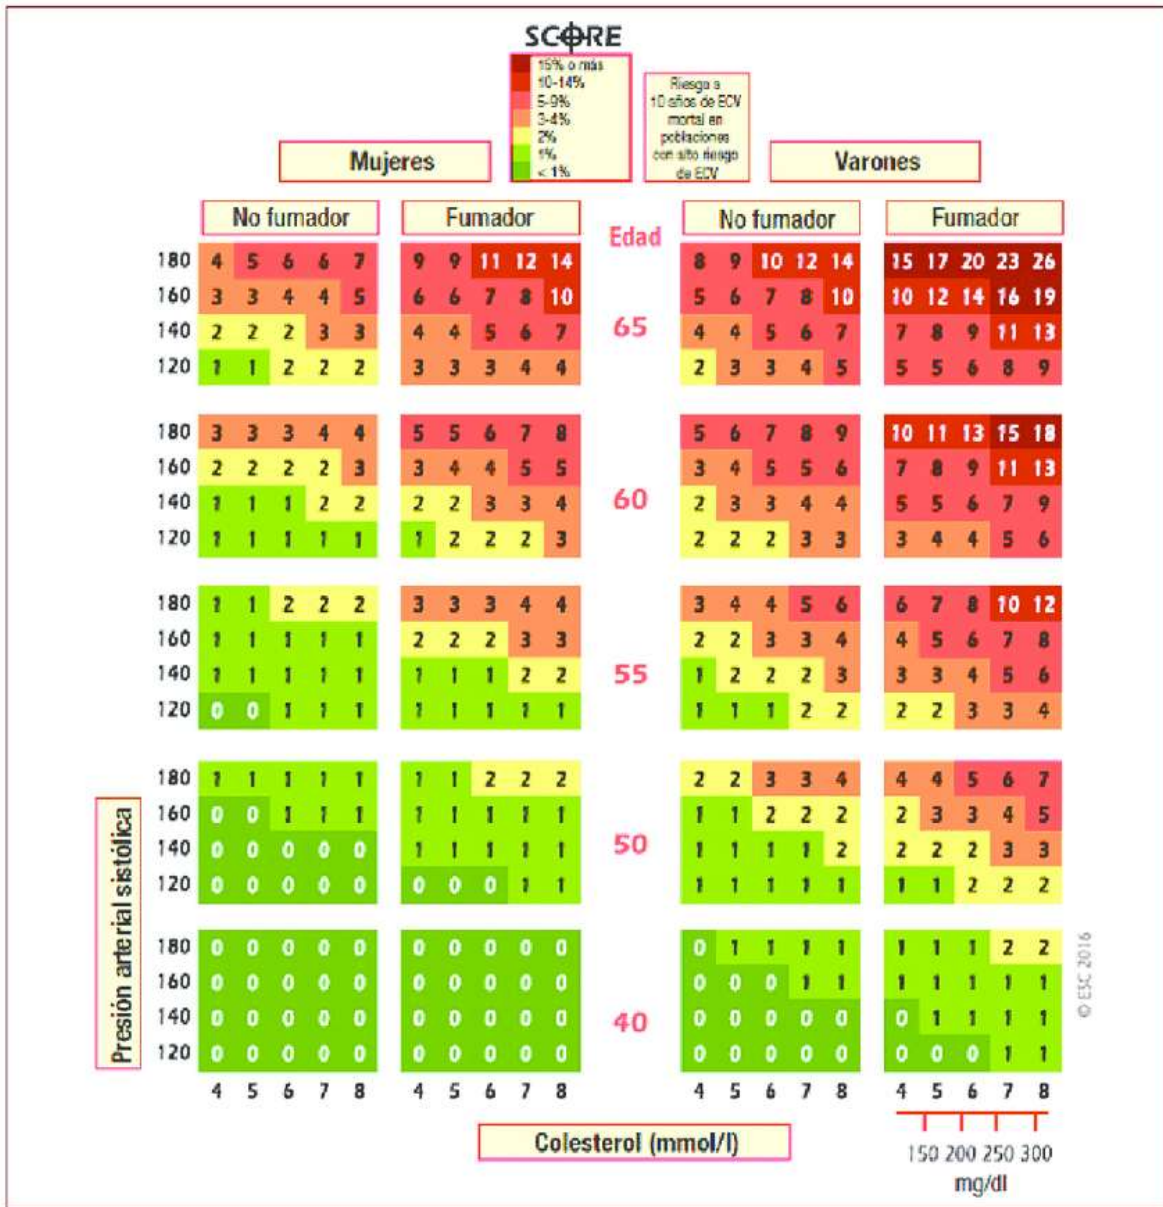 SCORE
15% o más
10-14%
5-9%
3-4%
2%
1%
< 1%
Riesgo a
10 años de ECV
mortal en
poblaciones
con alto riesgo
de ECV
Mujeres
Varones
No fumador Fumador Edad No fumador Fumador
180 4 5 6 6 7 9 9 11 12 14 8 9 10 12 14 15 17 20 23 26
160 3 3 4 4 5 6 6 7 8 10 5 6 7 8 10 10 12 14 16 19
65
140 2 2 2 3 3 4 4 5 6 7 4 4 5 6 7 7 8 9 11 13
120 1 1 2 2 2 3 3 3 4 4 2 3 3 4 5 5 5 6 8 9
180 3 3 3 4 4 5 5 6 7 8 5 6 7 8 9 10 11 13 15 18
160 2 2 2 2 3 3 4 4 5 5 3 4 5 5 6 7 8 9 11 13
60
140 1 1 1 2 2 2 2 3 3 4 2 3 3 4 4 5 5 6 7 9
120 1 1 1 1 1 1 2 2 2 3 2 2 2 3 3 3 4 4 5 6
180 1 1 2 2 2 3 3 3 4 4 3 4 4 5 6 6 7 8 10 12
160 1 1 1 1 1 2 2 2 3 3 2 2 3 3 4 4 5 6 7 8
55
140 1 1 1 1 1 1 1 1 2 2 1 2 2 2 3 3 3 4 5 6
120 0 0 1 1 1 1 1 1 1 1 1 1 1 2 2 2 2 3 3 4
180 1 1 1 1 1 1 1 2 2 2 2 2 3 3 4 4 4 5 6 7
160 0 0 1 1 1 1 1 1 1 1 1 1 2 2 2 2 3 3 4 5
50
140 0 0 0 0 0 1 1 1 1 1 1 1 1 1 2 2 2 2 3 3
120 0 0 0 0 0 0 0 0 1 1 1 1 1 1 1 1 1 2 2 2
180 0 0 0 0 0 0 0 0 0 0 0 1 1 1 1 1 1 1 2 2
160 0 0 0 0 0 0 0 0 0 0 0 0 0 1 1 1 1 1 1 1
40
140 0 0 0 0 0 0 0 0 0 0 0 0 0 0 0 0 1 1 1 1
120 0 0 0 0 0 0 0 0 0 0 0 0 0 0 0 0 0 0 1 1
4 5 6 7 8 4 5 6 7 8 4 5 6 7 8 4 5 6 7 8
Presión arterial sistólica
Colesterol (mmol/l)
150 200 250 300
mg/dl
© ESC 2016